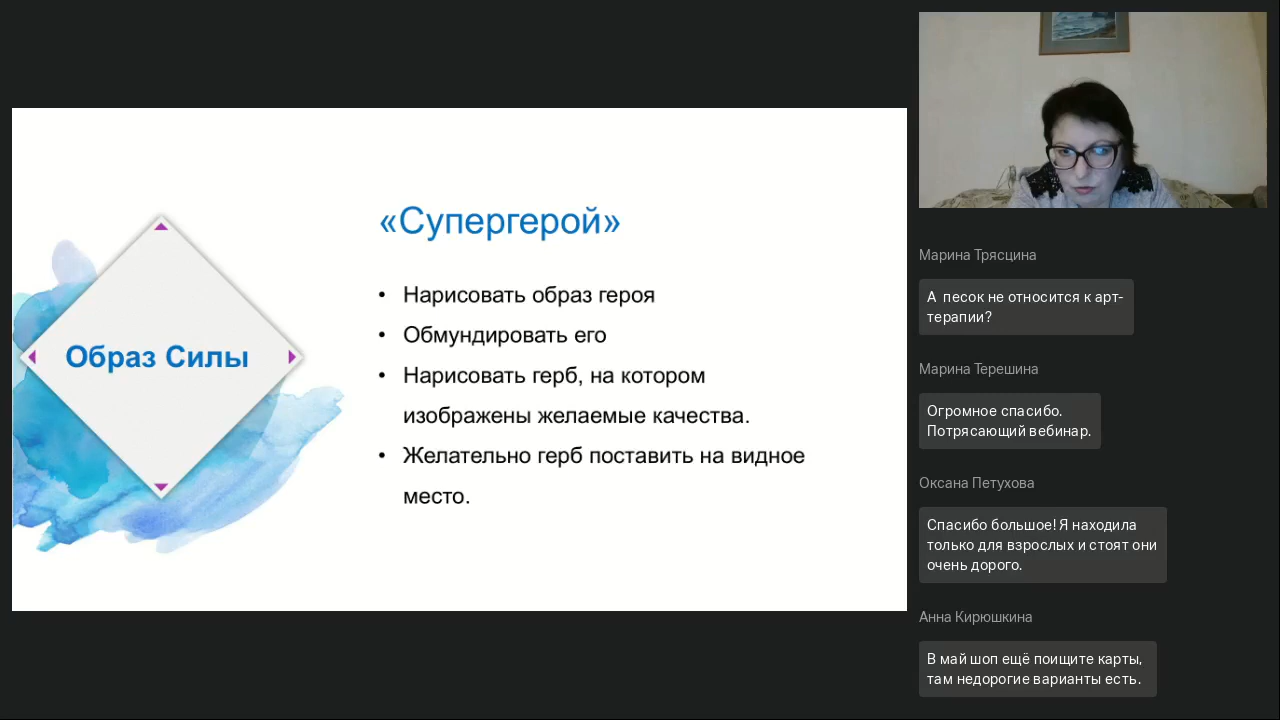 Образ Силы
«Супергерой»
• Нарисовать образ героя
• Обмундировать его
• Нарисовать герб, на котором
изображены желаемые качества.
• Желательно герб поставить на видное
место.
Марина Трясцина
А песок не относится к арт-
терапии?
Марина Терешина
Огромное спасибо.
Потрясающий вебинар.
Оксана Петухова
Спасибо большое! Я находила
только для взрослых и стоят они
очень дорого.
Анна Кирюшкина
В май шоп ещё поищите карты,
там недорогие варианты есть.